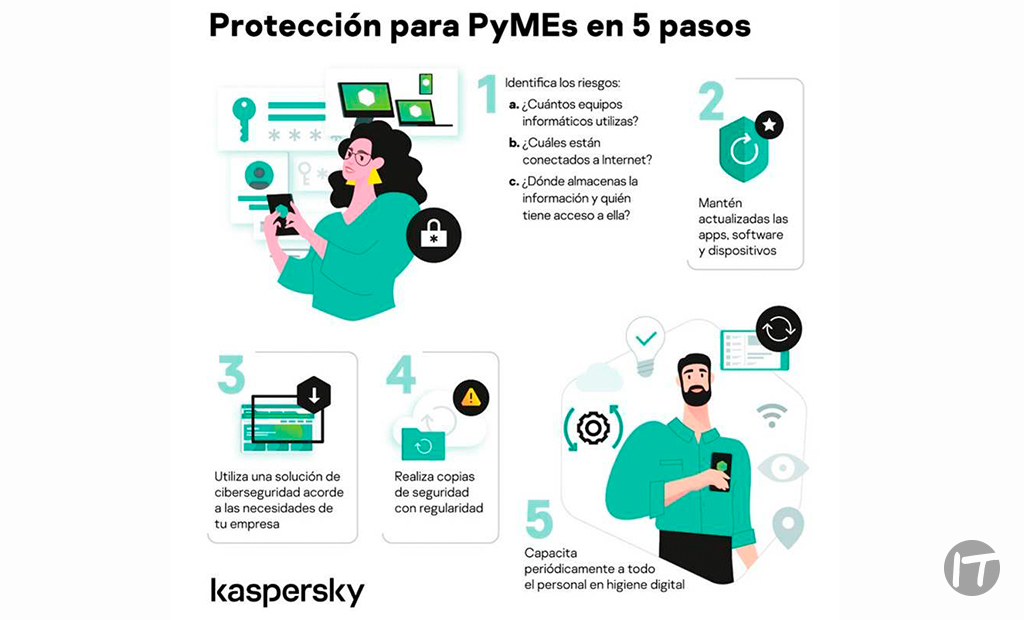 Protección para PyMEs en 5 pasos
1
Identifica los riesgos:
a. ¿Cuántos equipos
informáticos utilizas?
b. ¿Cuáles están
conectados a Internet?
c. ¿Dónde almacenas la
información y quién
tiene acceso a ella?
2
Mantén
actualizadas las
apps, software
y dispositivos
3
Utiliza una solución de
ciberseguridad acorde
a las necesidades de
tu empresa
4
Realiza copias
de seguridad
con regularidad
5
Capacita
periódicamente a todo
el personal en higiene digital
kaspersky
IT